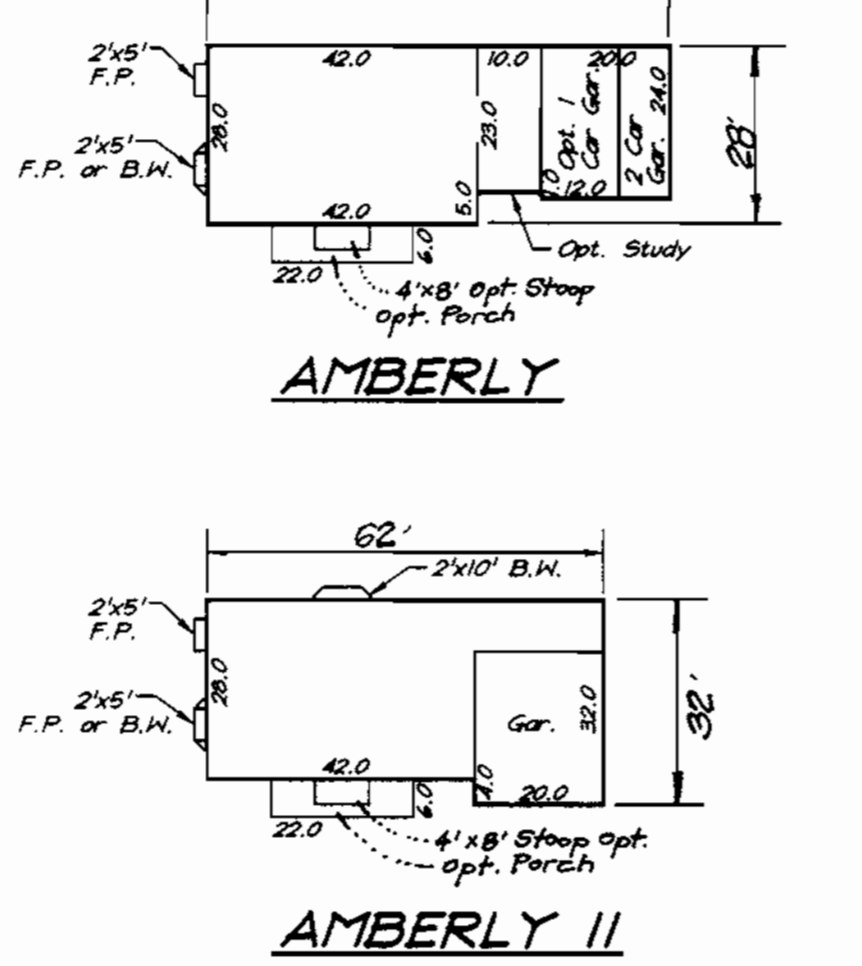 2'x5'
F.P.
2'x5'
F.P. or B.W.
42.0
10.0
20.0
28.0
23.0
Opt. 1
Car Gar.
2 Car
Gar.
24.0
28'
5.0
1.0
12.0
42.0
6.0
22.0
Opt. Study
4'x8' Opt. Stoop
Opt. Porch
AMBERLY
62'
2'x10' B.W.
2'x5'
F.P.
2'x5'
F.P. or B.W.
28.0
Gar.
32.0
32'
42.0
4.0
20.0
6.0
22.0
4'x8' Stoop Opt.
Opt. Porch
AMBERLY II